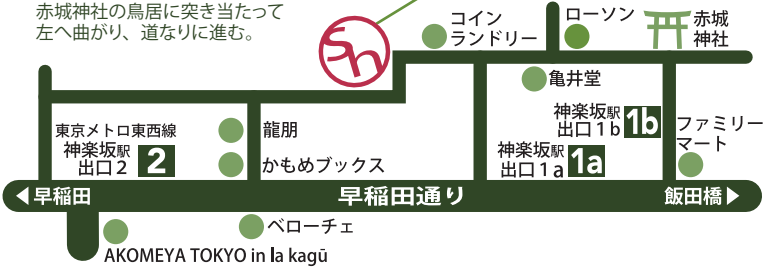 赤城神社の鳥居に突き当たって
左へ曲がり、道なりに進む。
sh
コイン
ランドリー
ローソン
赤城
神社
亀井堂
東京メトロ東西線
神楽坂駅
出口2
2
龍朋
かもめブックス
神楽坂駅
出口1b
1b
神楽坂駅
出口1a
1a
ファミリー
マート
◀早稲田
早稲田通り
飯田橋▶
ベローチェ
AKOMEYA TOKYO in la kagū